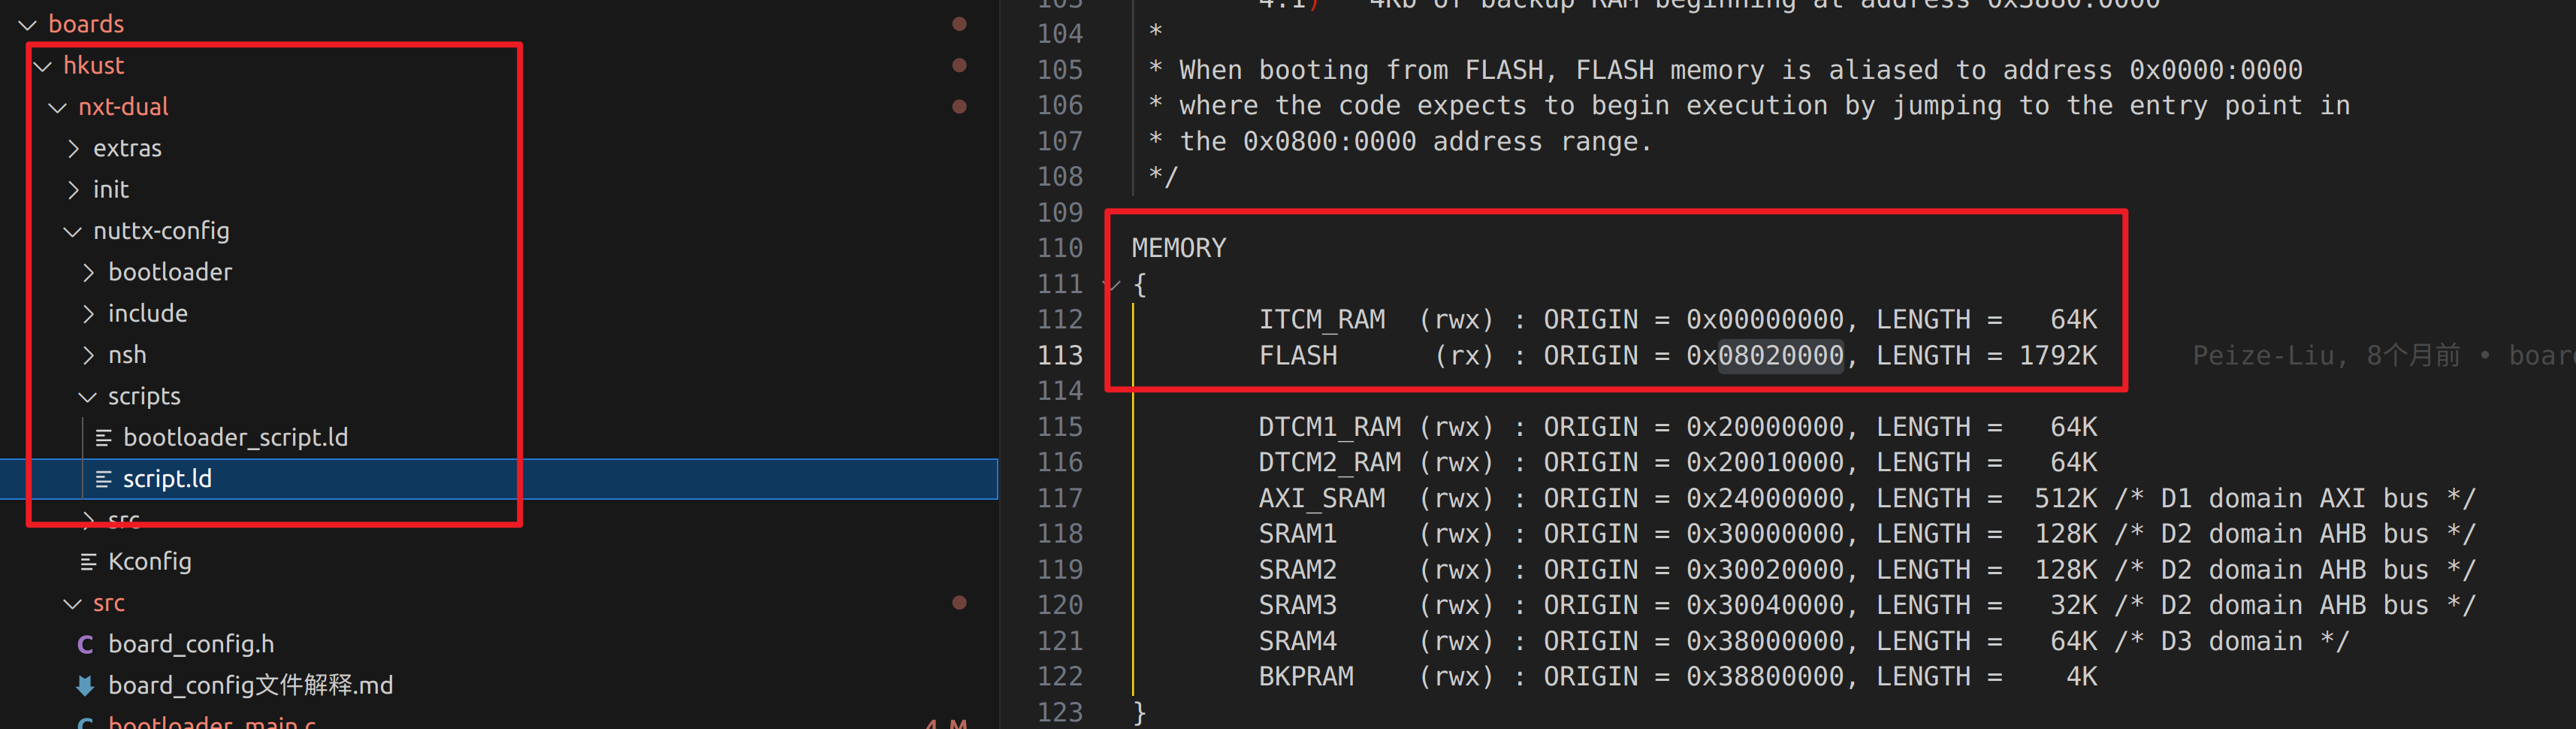 boards
hkust
nxt-dual
extras
init
nuttx-config
bootloader
include
nsh
scripts
bootloader_script.ld
script.ld
src
Kconfig
src
board_config.h
board_config文件解释.md
bootloader_main.c 4, M
103 4.1) 4Kb of backup RAM beginning at address 0x3880:0000
104 *
105 * When booting from FLASH, FLASH memory is aliased to address 0x0000:0000
106 * where the code expects to begin execution by jumping to the entry point in
107 * the 0x0800:0000 address range.
108 */
109
110 MEMORY
111 {
112 ITCM_RAM (rwx) : ORIGIN = 0x00000000, LENGTH = 64K
113 FLASH (rx) : ORIGIN = 0x08020000, LENGTH = 1792K Peize-Liu, 8个月前 • board
114
115 DTCM1_RAM (rwx) : ORIGIN = 0x20000000, LENGTH = 64K
116 DTCM2_RAM (rwx) : ORIGIN = 0x20010000, LENGTH = 64K
117 AXI_SRAM (rwx) : ORIGIN = 0x24000000, LENGTH = 512K /* D1 domain AXI bus */
118 SRAM1 (rwx) : ORIGIN = 0x30000000, LENGTH = 128K /* D2 domain AHB bus */
119 SRAM2 (rwx) : ORIGIN = 0x30020000, LENGTH = 128K /* D2 domain AHB bus */
120 SRAM3 (rwx) : ORIGIN = 0x30040000, LENGTH = 32K /* D2 domain AHB bus */
121 SRAM4 (rwx) : ORIGIN = 0x38000000, LENGTH = 64K /* D3 domain */
122 BKPRAM (rwx) : ORIGIN = 0x38800000, LENGTH = 4K
123 }